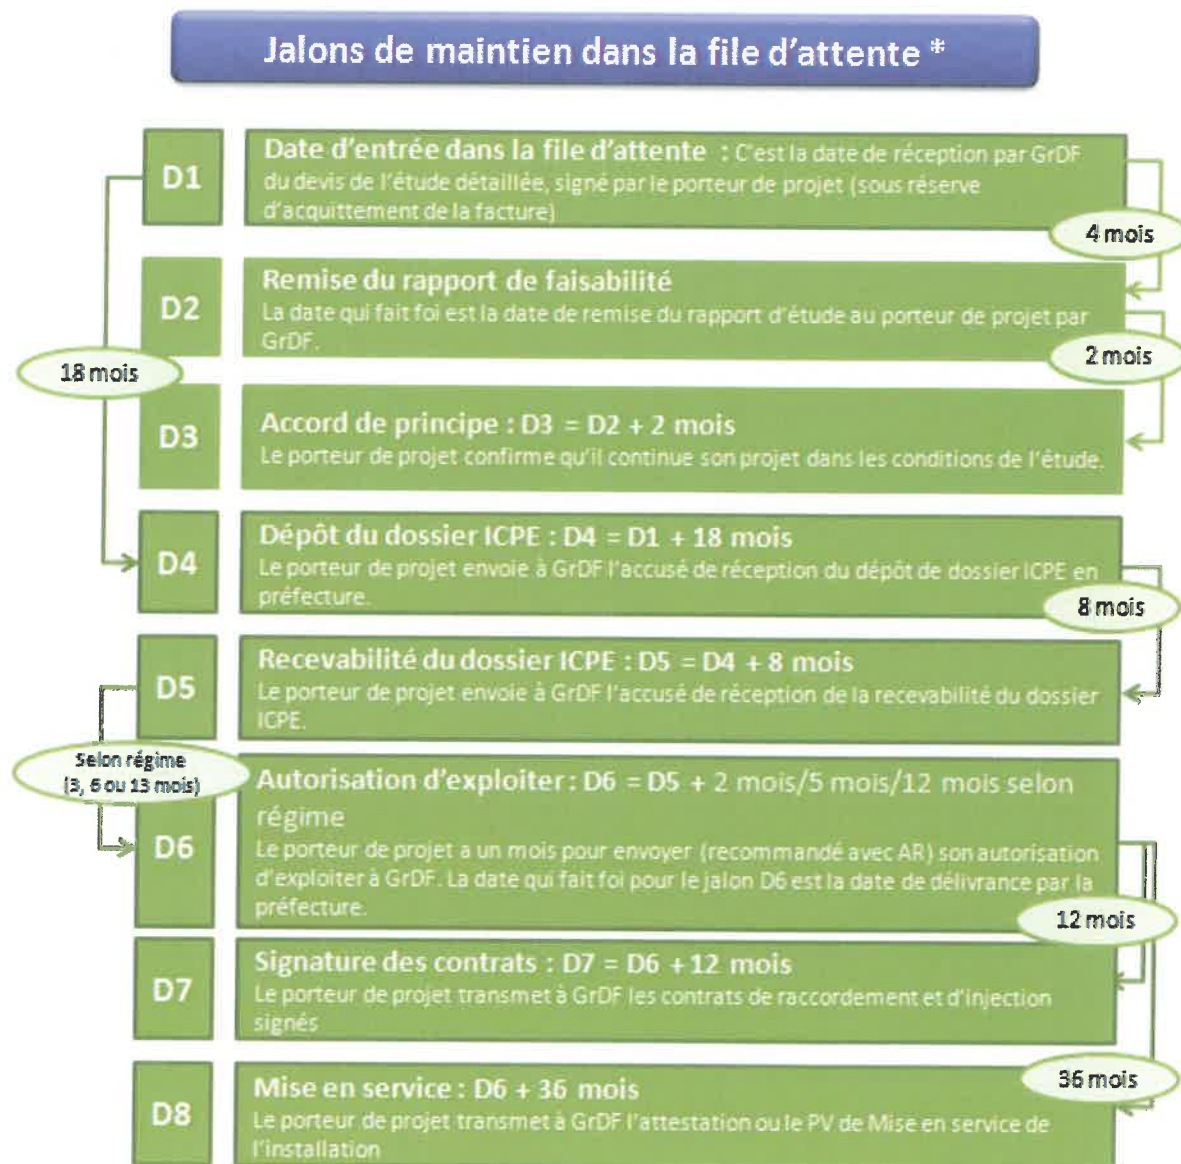 Jalons de maintien dans la file d'attente *
D1
Date d'entrée dans la file d'attente : C'est la date de réception par GrDF
du devis de l'étude détaillée, signé par le porteur de projet (sous réserve
d'acquittement de la facture)
4 mois
D2
Remise du rapport de faisabilité
La date qui fait foi est la date de remise du rapport d'étude au porteur de projet par
GrDF.
2 mois
18 mois
D3
Accord de principe : D3 = D2 + 2 mois
Le porteur de projet confirme qu'il continue son projet dans les conditions de l'étude.
D4
Dépôt du dossier ICPE : D4 = D1 + 18 mois
Le porteur de projet envoie à GrDF l'accusé de réception du dépôt de dossier ICPE en
préfecture.
8 mois
D5
Recevabilité du dossier ICPE : D5 = D4 + 8 mois
Le porteur de projet envoie à GrDF l'accusé de réception de la recevabilité du dossier
ICPE.
Selon régime
(3, 6 ou 13 mois)
D6
Autorisation d'exploiter : D6 = D5 + 2 mois/5 mois/12 mois selon
régime
Le porteur de projet a un mois pour envoyer (recommandé avec AR) son autorisation
d'exploiter à GrDF. La date qui fait foi pour le jalon D6 est la date de délivrance par la
préfecture.
12 mois
D7
Signature des contrats : D7 = D6 + 12 mois
Le porteur de projet transmet à GrDF les contrats de raccordement et d'injection
signés
36 mois
D8
Mise en service : D6 + 36 mois
Le porteur de projet transmet à GrDF l'attestation ou le PV de Mise en service de
l'installation